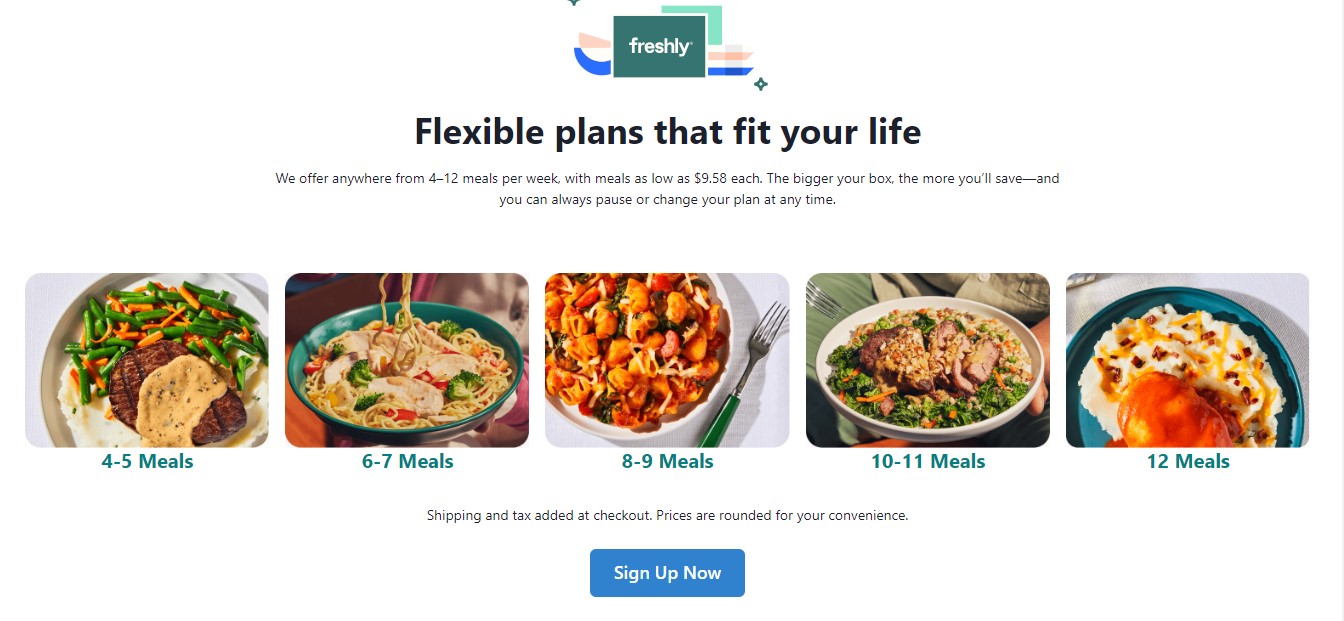 freshly
Flexible plans that fit your life
We offer anywhere from 4–12 meals per week, with meals as low as $9.58 each. The bigger your box, the more you'll save—and
you can always pause or change your plan at any time.
4-5 Meals
6-7 Meals
8-9 Meals
10-11 Meals
12 Meals
Shipping and tax added at checkout. Prices are rounded for your convenience.
Sign Up Now